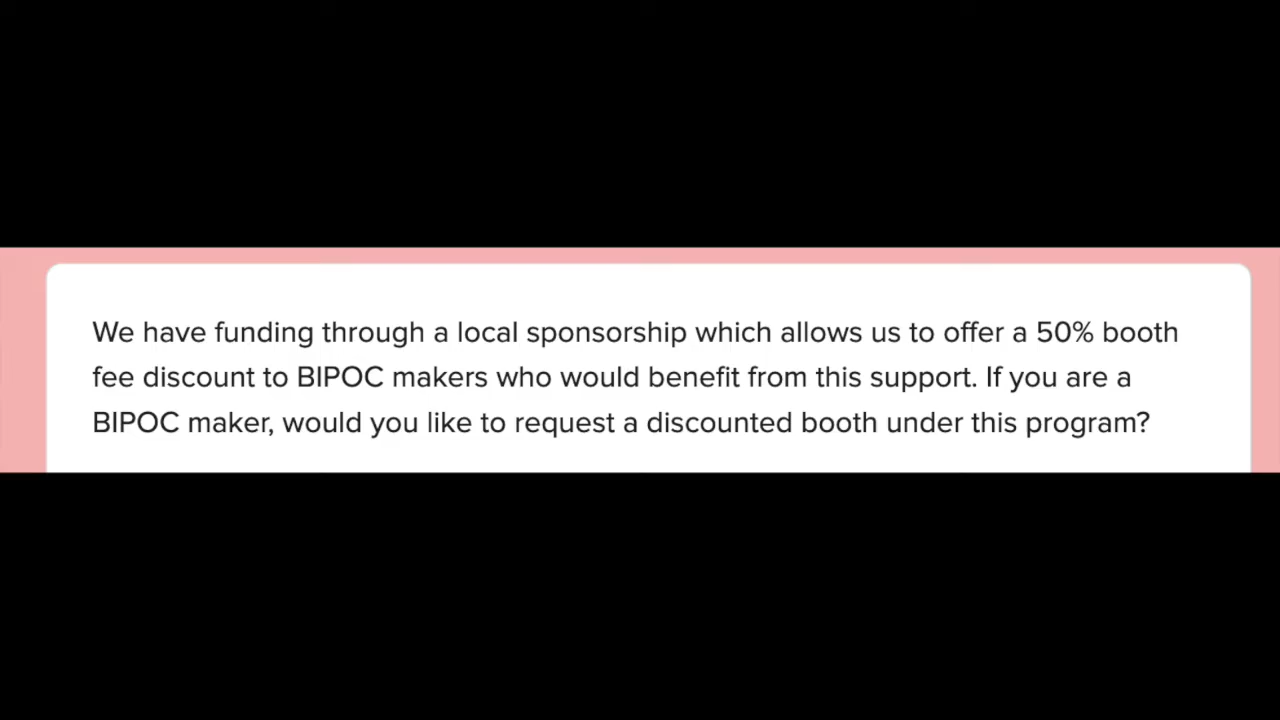 We have funding through a local sponsorship which allows us to offer a 50% booth
fee discount to BIPOC makers who would benefit from this support. If you are a
BIPOC maker, would you like to request a discounted booth under this program?